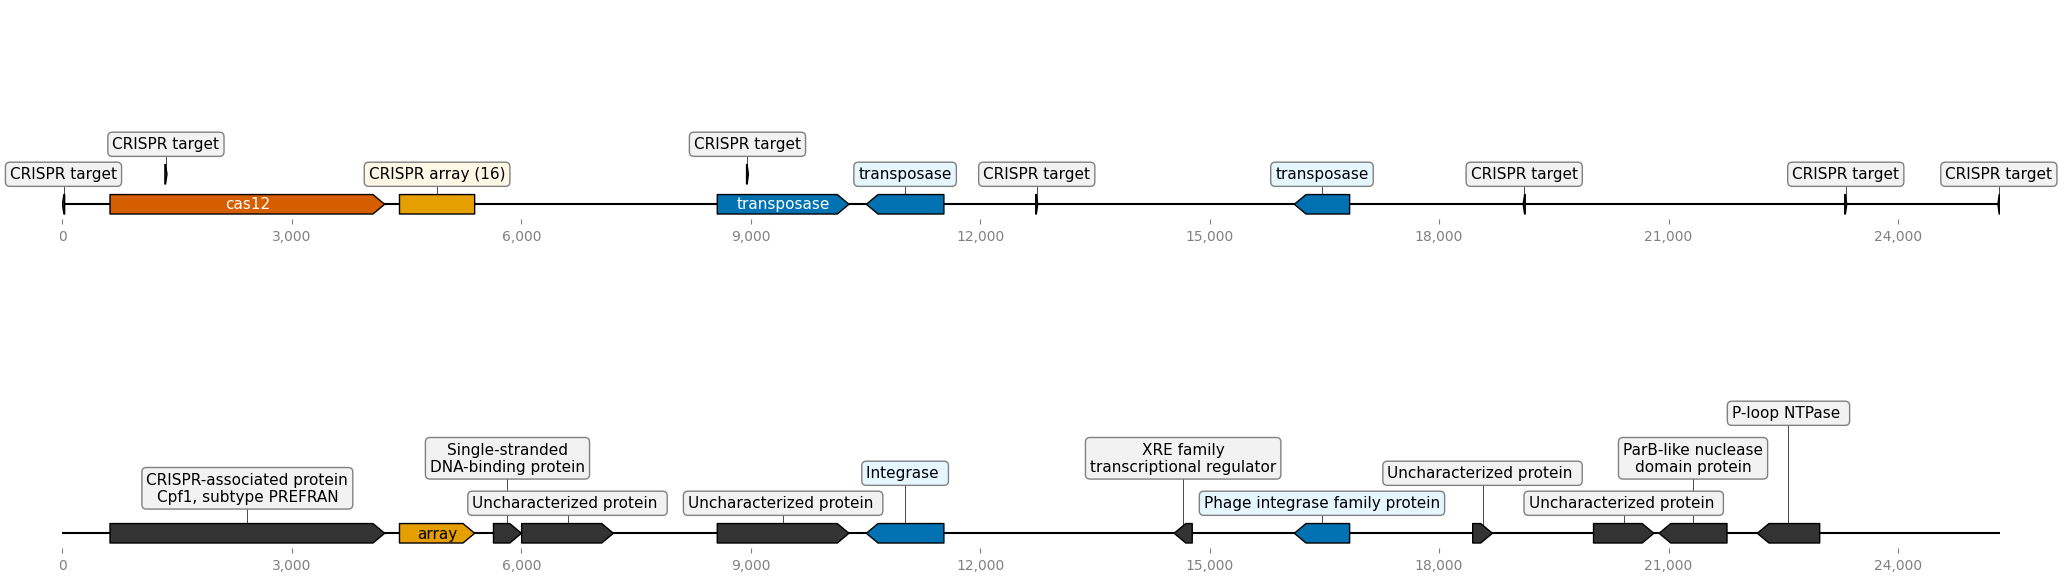 CRISPR target
CRISPR target
CRISPR target
CRISPR array (16)
transposase
CRISPR target
transposase
CRISPR target
CRISPR target
CRISPR target
cas12
transposase
0
3,000
6,000
9,000
12,000
15,000
18,000
21,000
24,000
P-loop NTPase
Single-stranded
DNA-binding protein
XRE family
transcriptional regulator
ParB-like nuclease
domain protein
CRISPR-associated protein
Cpf1, subtype PREFRAN
Integrase
Uncharacterized protein
Uncharacterized protein
Uncharacterized protein
Phage integrase family protein
Uncharacterized protein
array
0
3,000
6,000
9,000
12,000
15,000
18,000
21,000
24,000